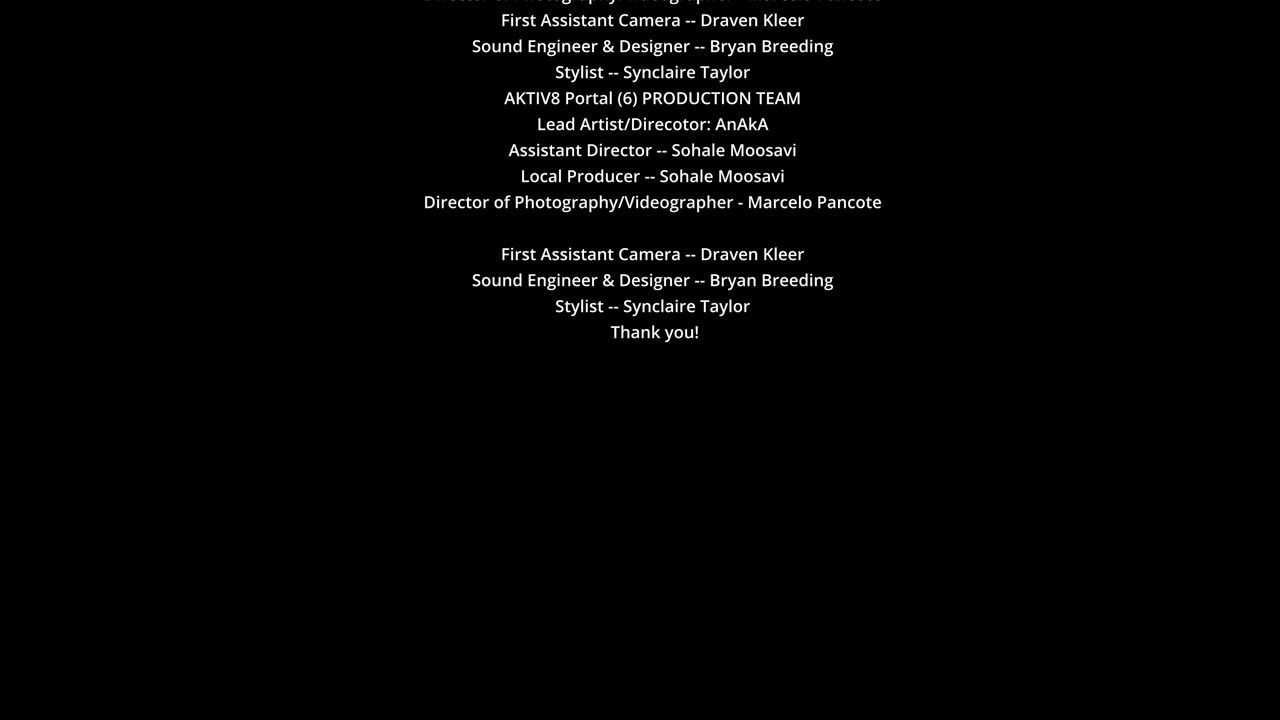 First Assistant Camera -- Draven Kleer
Sound Engineer & Designer -- Bryan Breeding
Stylist -- Synclaire Taylor
AKTIV8 Portal (6) PRODUCTION TEAM
Lead Artist/Direcotor: AnAkA
Assistant Director -- Sohale Moosavi
Local Producer -- Sohale Moosavi
Director of Photography/Videographer - Marcelo Pancote
First Assistant Camera -- Draven Kleer
Sound Engineer & Designer -- Bryan Breeding
Stylist -- Synclaire Taylor
Thank you!